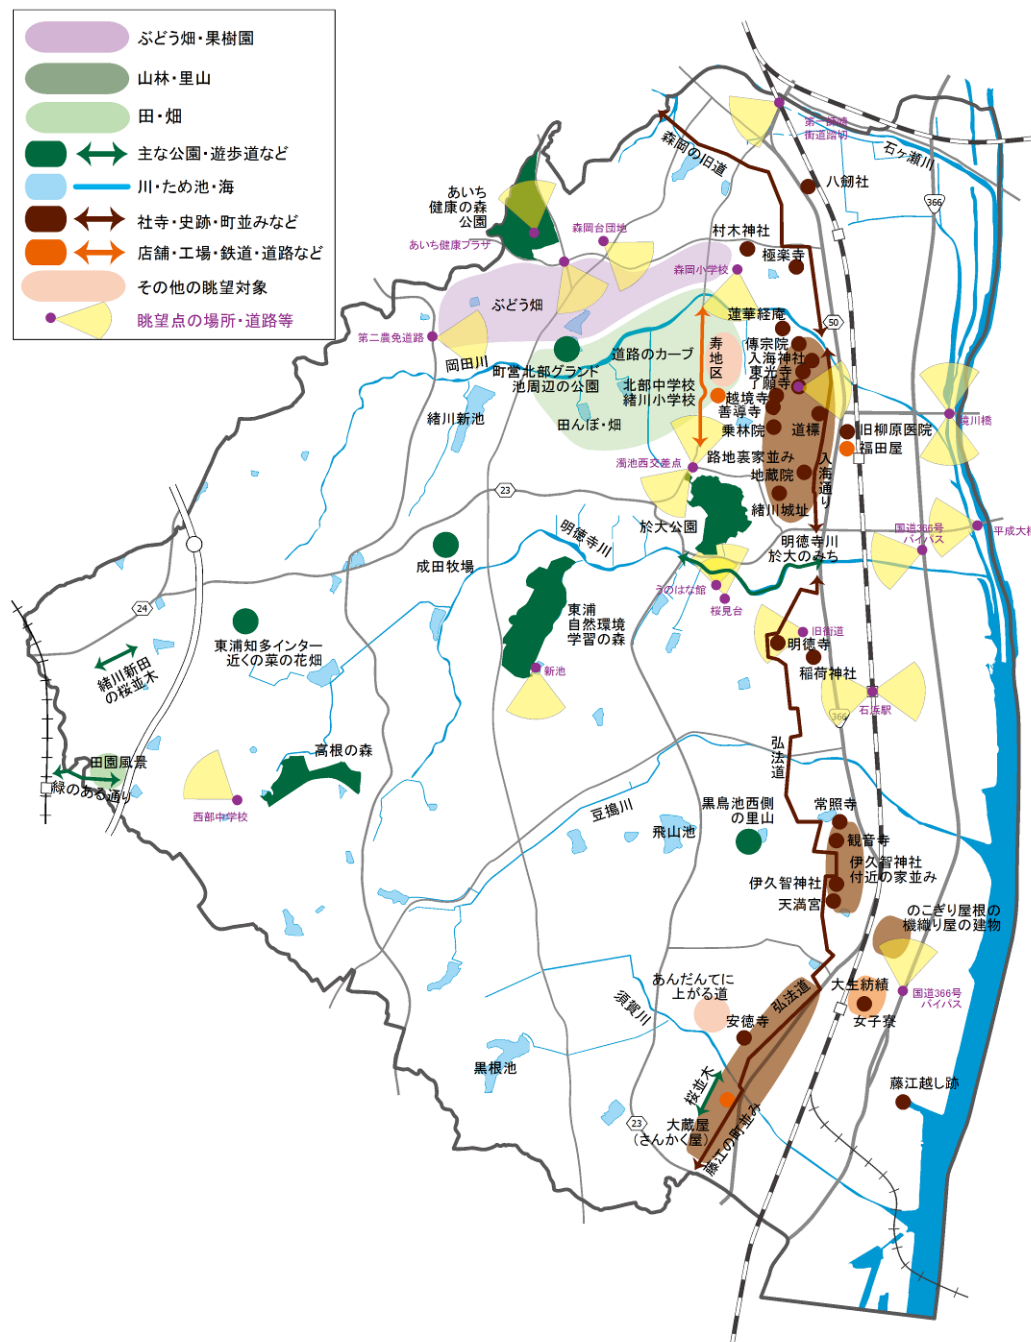 ぶどう畑・果樹園
山林・里山
田・畑
主な公園・遊歩道など
川・ため池・海
社寺・史跡・町並みなど
店舗・工場・鉄道・道路など
その他の眺望対象
眺望点の場所・道路等
街道踏切
石ヶ瀬川
森岡の旧道
八剱社
366
あいち
健康の森
公園
あいち健康プラザ
森岡台団地
村木神社
極楽寺
森岡小学校
ぶどう畑
第二農免道路
岡田川
蓮華経庵
50
道路のカーブ
寿地区
傳宗院
入海神社
東光寺
了願寺
町営北部グランド
池周辺の公園
北部中学校
緒川小学校
越境寺
善導寺
緒川新池
田んぼ・畑
乗林院
道標
旧柳原医院
福田屋
境川橋
濁池西交差点
路地裏家並み
地蔵院
入海通り
23
緒川城址
於大公園
明徳寺川
明徳寺川
於大のみち
国道366号
バイパス
平成大橋
成田牧場
うのはな館
桜見台
24
東浦
自然環境
学習の森
東浦知多インター
近くの菜の花畑
旧街道
明徳寺
稲荷神社
緒川新田
の桜並木
新池
石浜駅
366
弘法道
田園風景
緑のある通り
高根の森
西部中学校
豆搗川
飛山池
黒鳥池西側
の里山
常照寺
観音寺
伊久智神社
付近の家並み
伊久智神社
天満宮
のこぎり屋根の
機織り屋の建物
あんだんてに
上がる道
弘法道
大生紡績
女子寮
国道366号
バイパス
須賀川
安徳寺
黒根池
桜並木
藤江越し跡
23
大蔵屋
(さんかく屋)
藤江の町並み